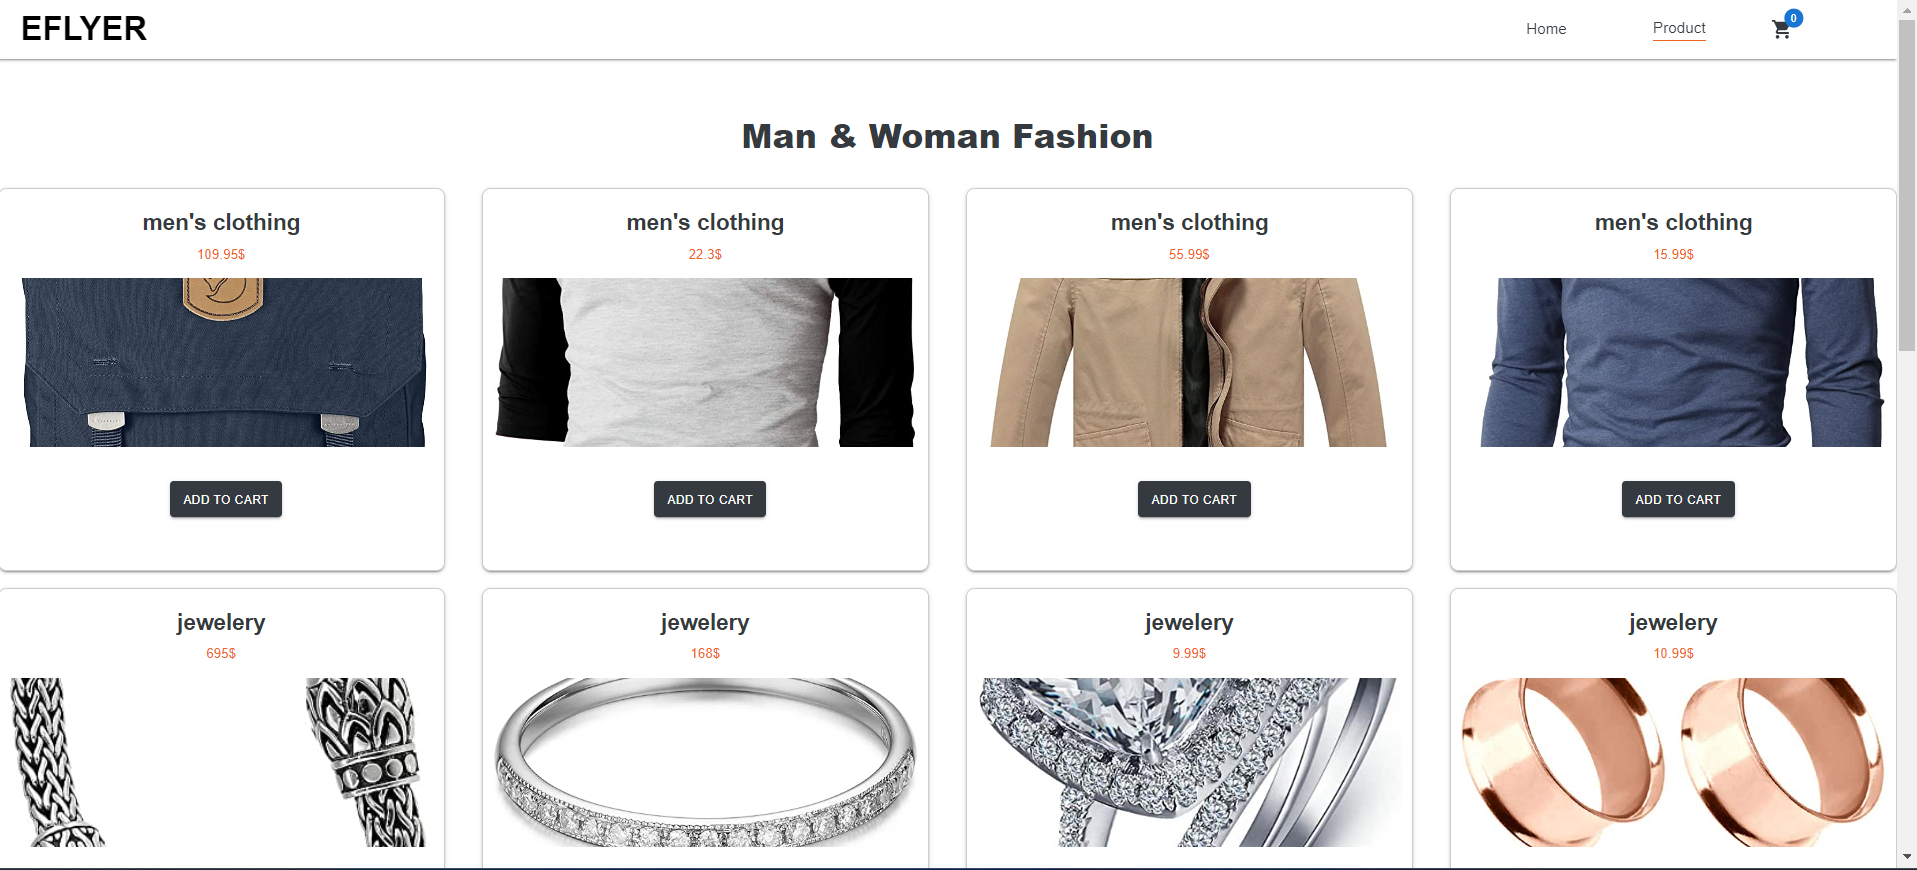 EFLYER
Home Product 0
Man & Woman Fashion
men's clothing men's clothing men's clothing men's clothing
109.95$ 22.3$ 55.99$ 15.99$
ADD TO CART ADD TO CART ADD TO CART ADD TO CART
jewelery jewelery jewelery jewelery
695$ 168$ 9.99$ 10.99$